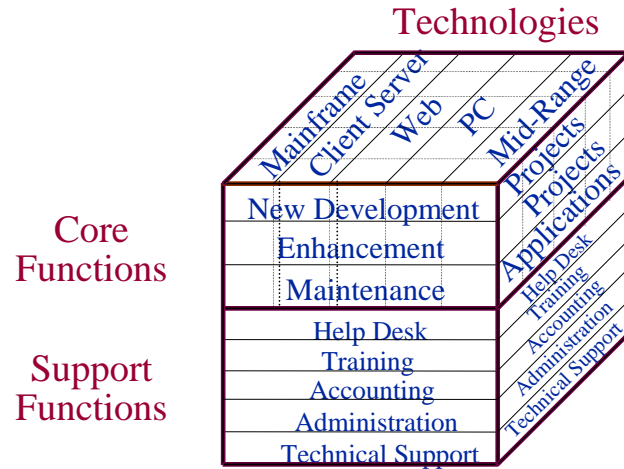 Technologies
Mainframe
Client Server
Web
PC
Mid-Range
Core
Functions
New Development
Enhancement
Maintenance
Projects
Projects
Applications
Support
Functions
Help Desk
Training
Accounting
Administration
Technical Support
Help Desk
Training
Accounting
Administration
Technical Support